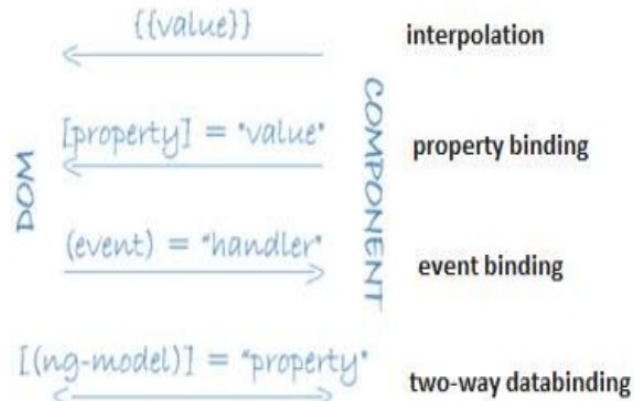 {{value}} interpolation
[property] = "value" property binding
DOM
COMPONENT
(event) = "handler" event binding
[(ng-model)] = "property" two-way databinding